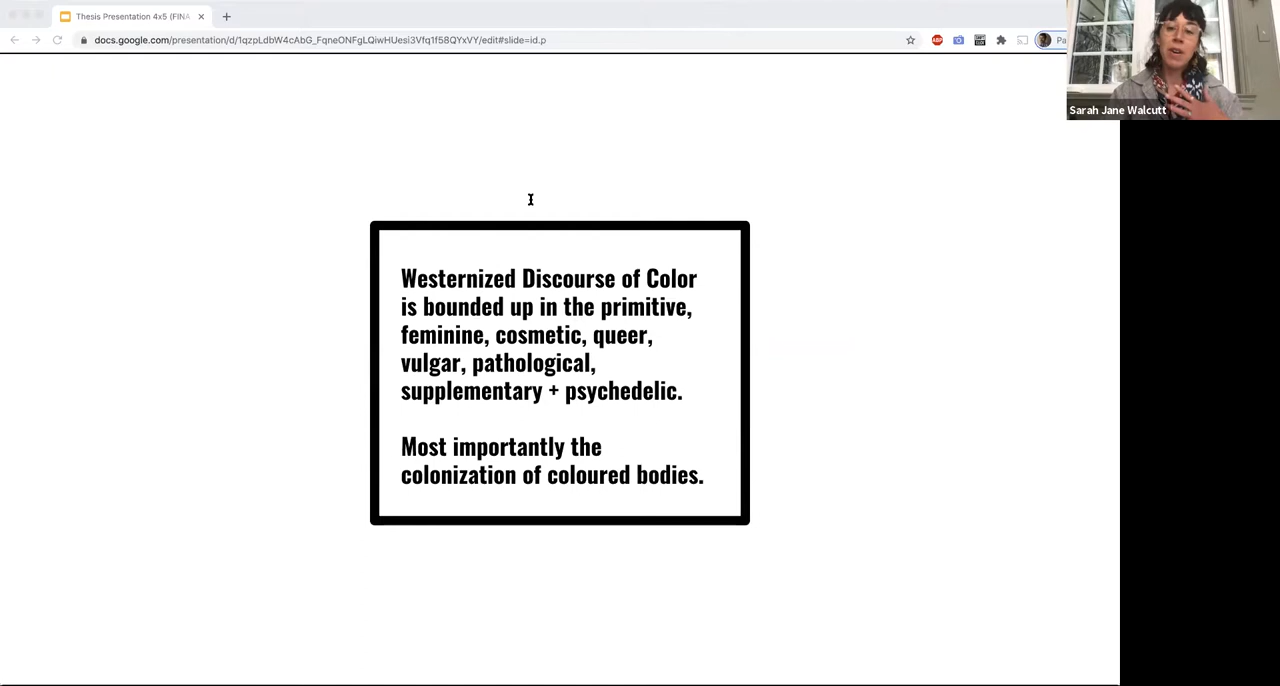 Thesis Presentation 4x5 (FINA
docs.google.com/presentation/d/1qzpLdbW4cAbG_FqneONFgLQiwHUesi3Vfq1f58QYxVY/edit#slide=id.p
ABP
Pa
Sarah Jane Walcutt
Westernized Discourse of Color
is bounded up in the primitive,
feminine, cosmetic, queer,
vulgar, pathological,
supplementary + psychedelic.
Most importantly the
colonization of coloured bodies.